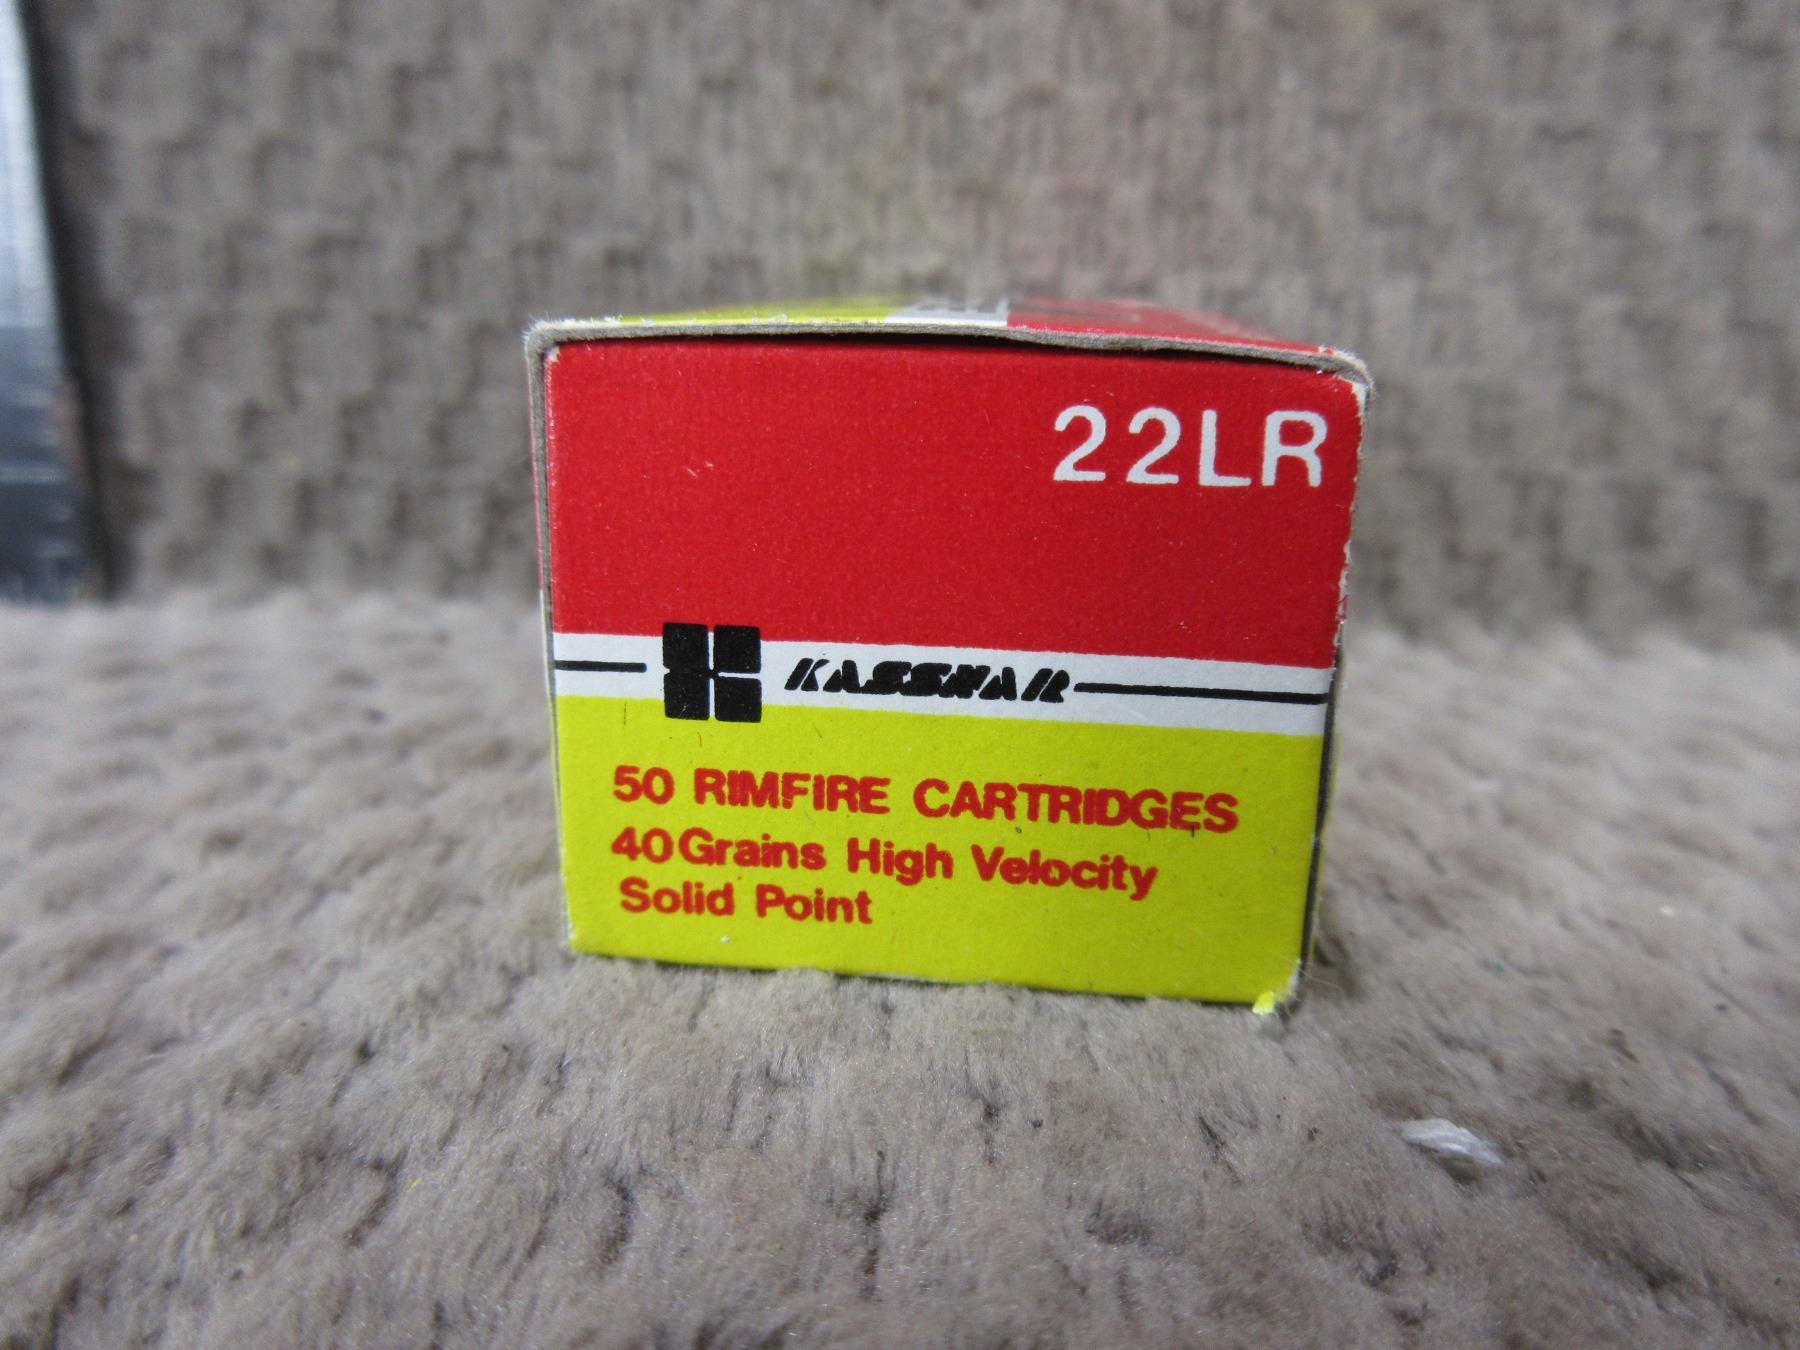 22LR
K KASSNAR
50 RIMFIRE CARTRIDGES
40 Grains High Velocity
Solid Point